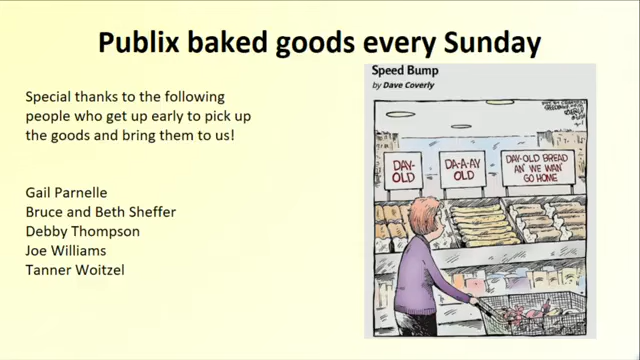 Publix baked goods every Sunday
Special thanks to the following
people who get up early to pick up
the goods and bring them to us!
Gail Parnelle
Bruce and Beth Sheffer
Debby Thompson
Joe Williams
Tanner Woitzel
Speed Bump
by Dave Coverly
DAY-
OLD
DA-A-AY
OLD
DAY-OLD BREAD
AN' WE WAN'
GO HOME